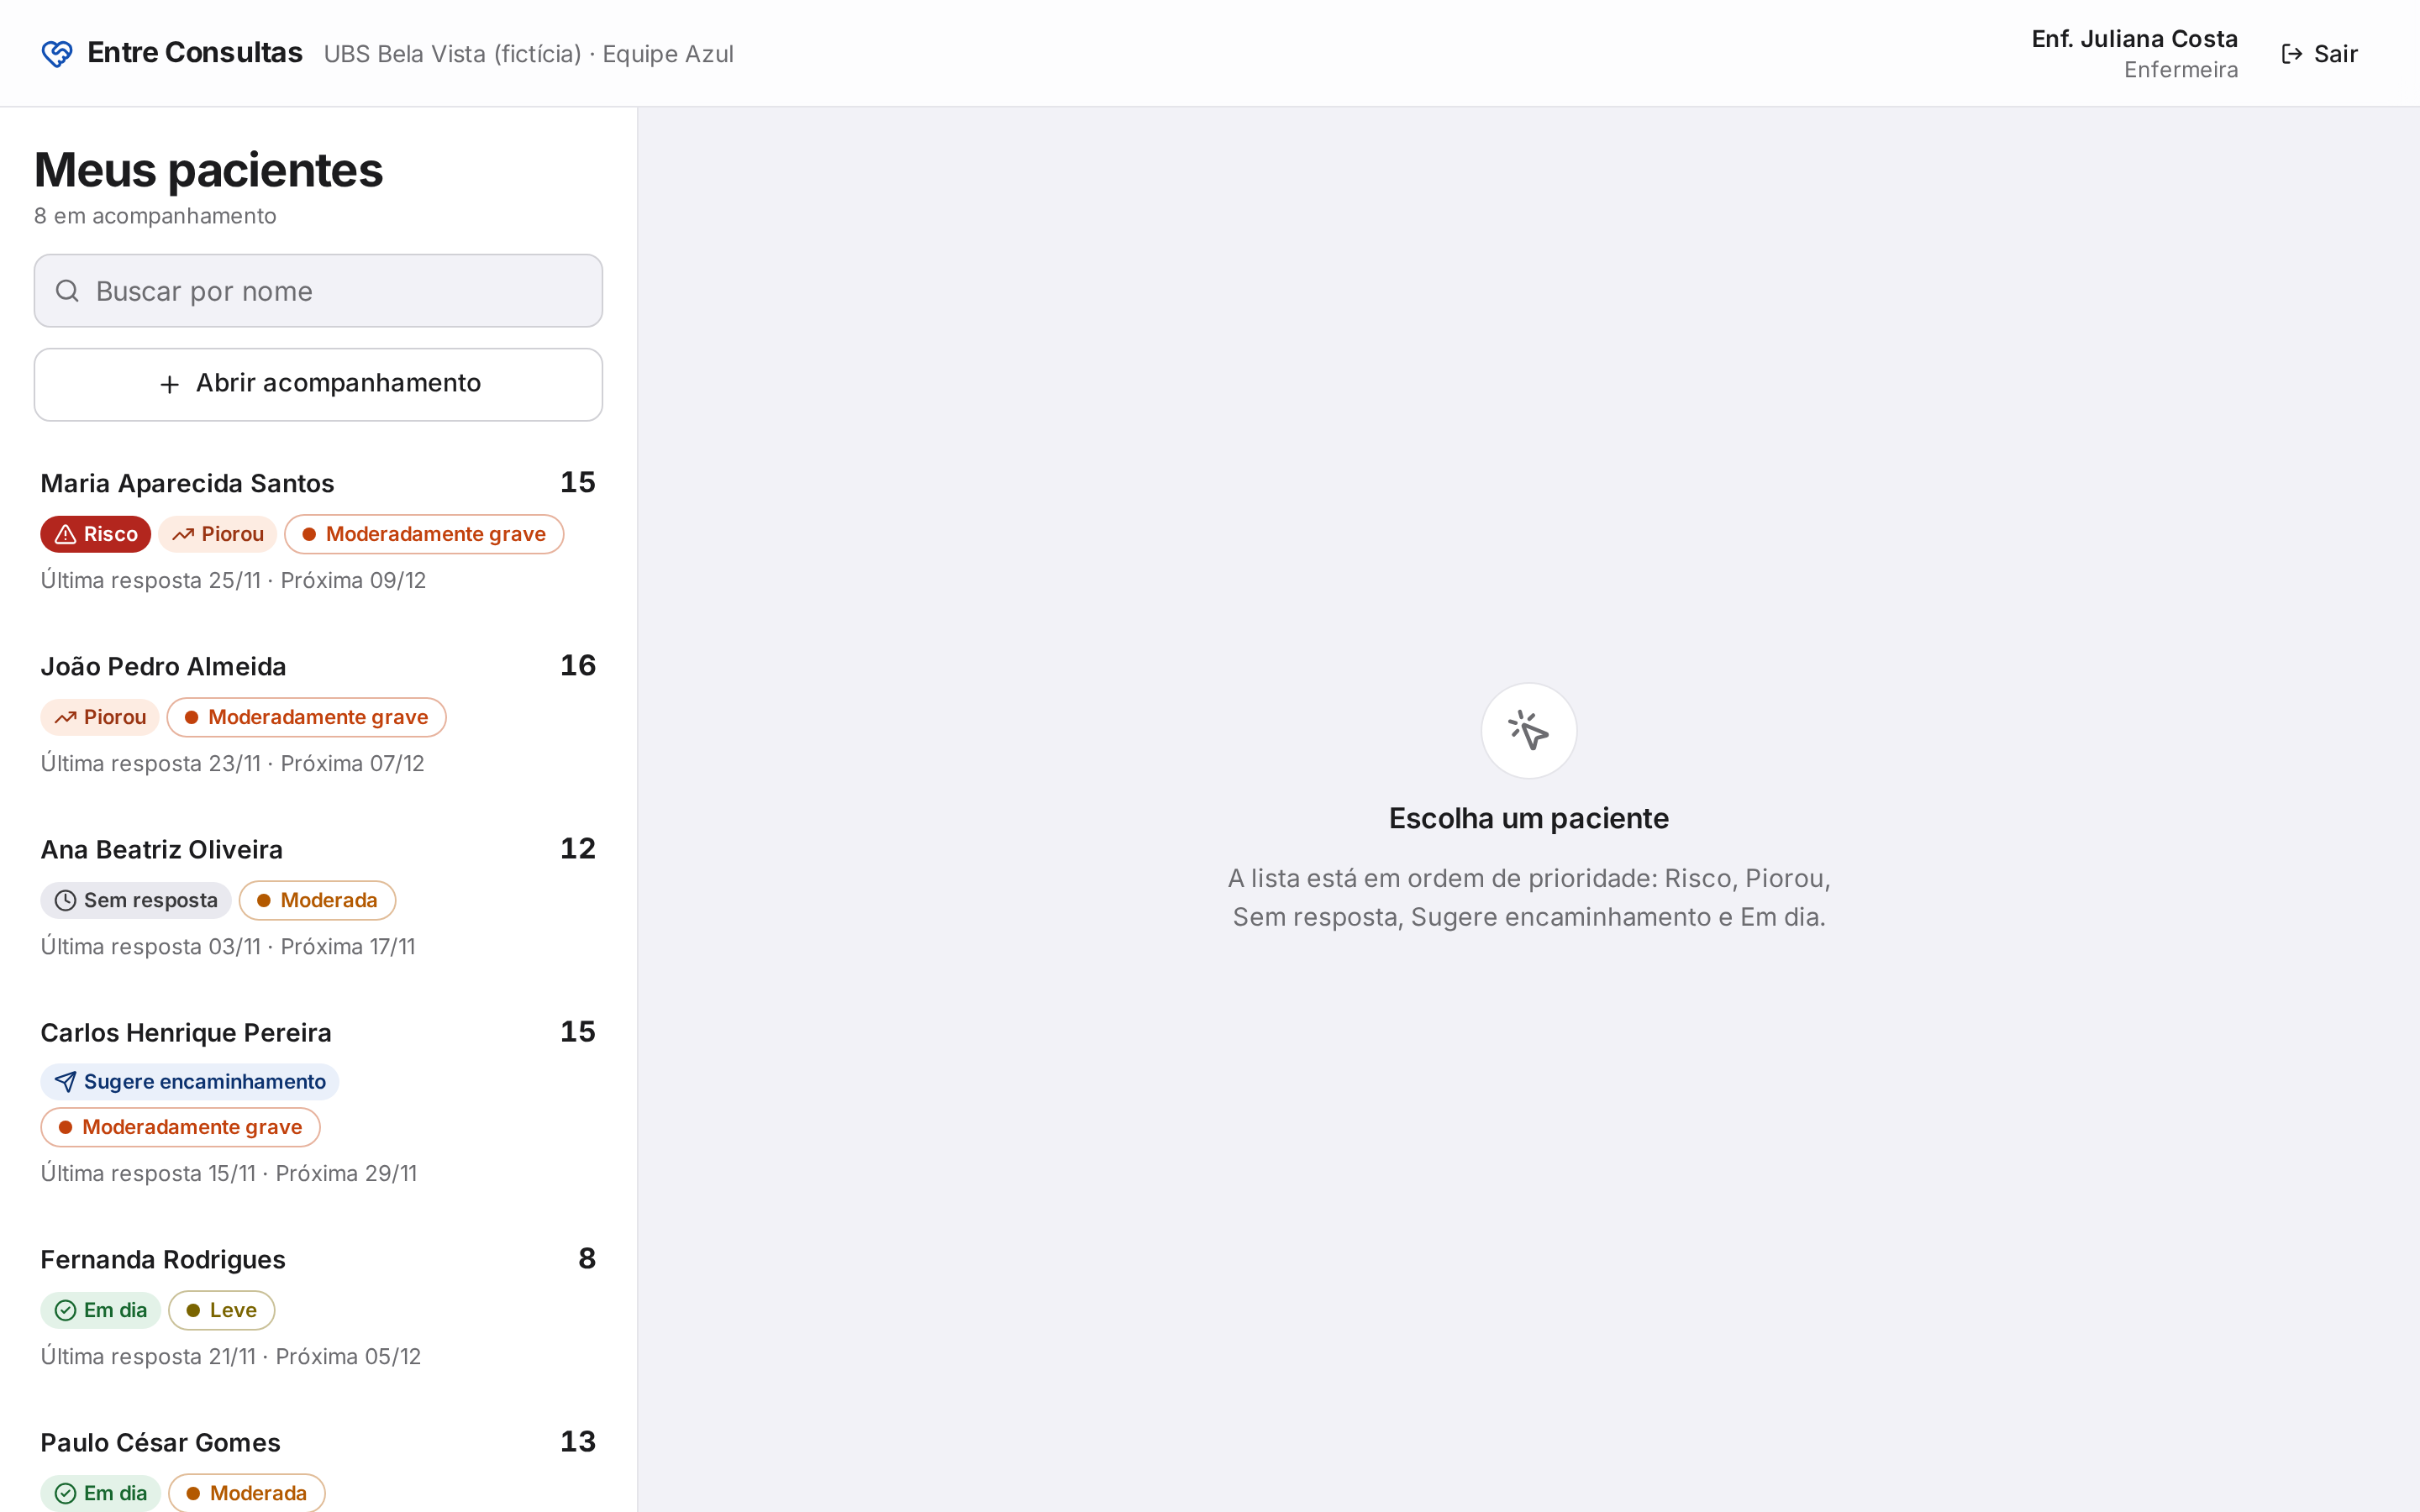 Entre Consultas UBS Bela Vista (fictícia) · Equipe Azul
Enf. Juliana Costa
Enfermeira
Sair
Meus pacientes
8 em acompanhamento
Buscar por nome
+ Abrir acompanhamento
Maria Aparecida Santos 15
Risco Piorou Moderadamente grave
Última resposta 25/11 · Próxima 09/12
João Pedro Almeida 16
Piorou Moderadamente grave
Última resposta 23/11 · Próxima 07/12
Ana Beatriz Oliveira 12
Sem resposta Moderada
Última resposta 03/11 · Próxima 17/11
Carlos Henrique Pereira 15
Sugere encaminhamento
Moderadamente grave
Última resposta 15/11 · Próxima 29/11
Fernanda Rodrigues 8
Em dia Leve
Última resposta 21/11 · Próxima 05/12
Paulo César Gomes 13
Em dia Moderada
Escolha um paciente
A lista está em ordem de prioridade: Risco, Piorou,
Sem resposta, Sugere encaminhamento e Em dia.